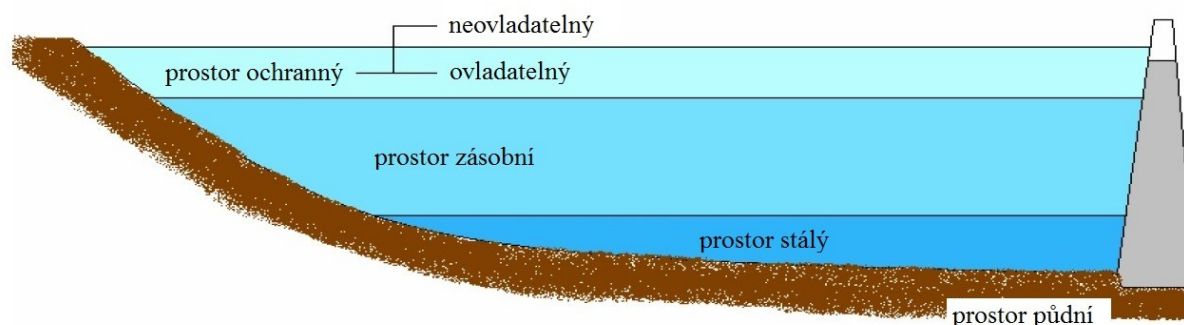 neovladatelný
prostor ochranný
ovladatelný
prostor zásobní
prostor stálý
prostor půdní